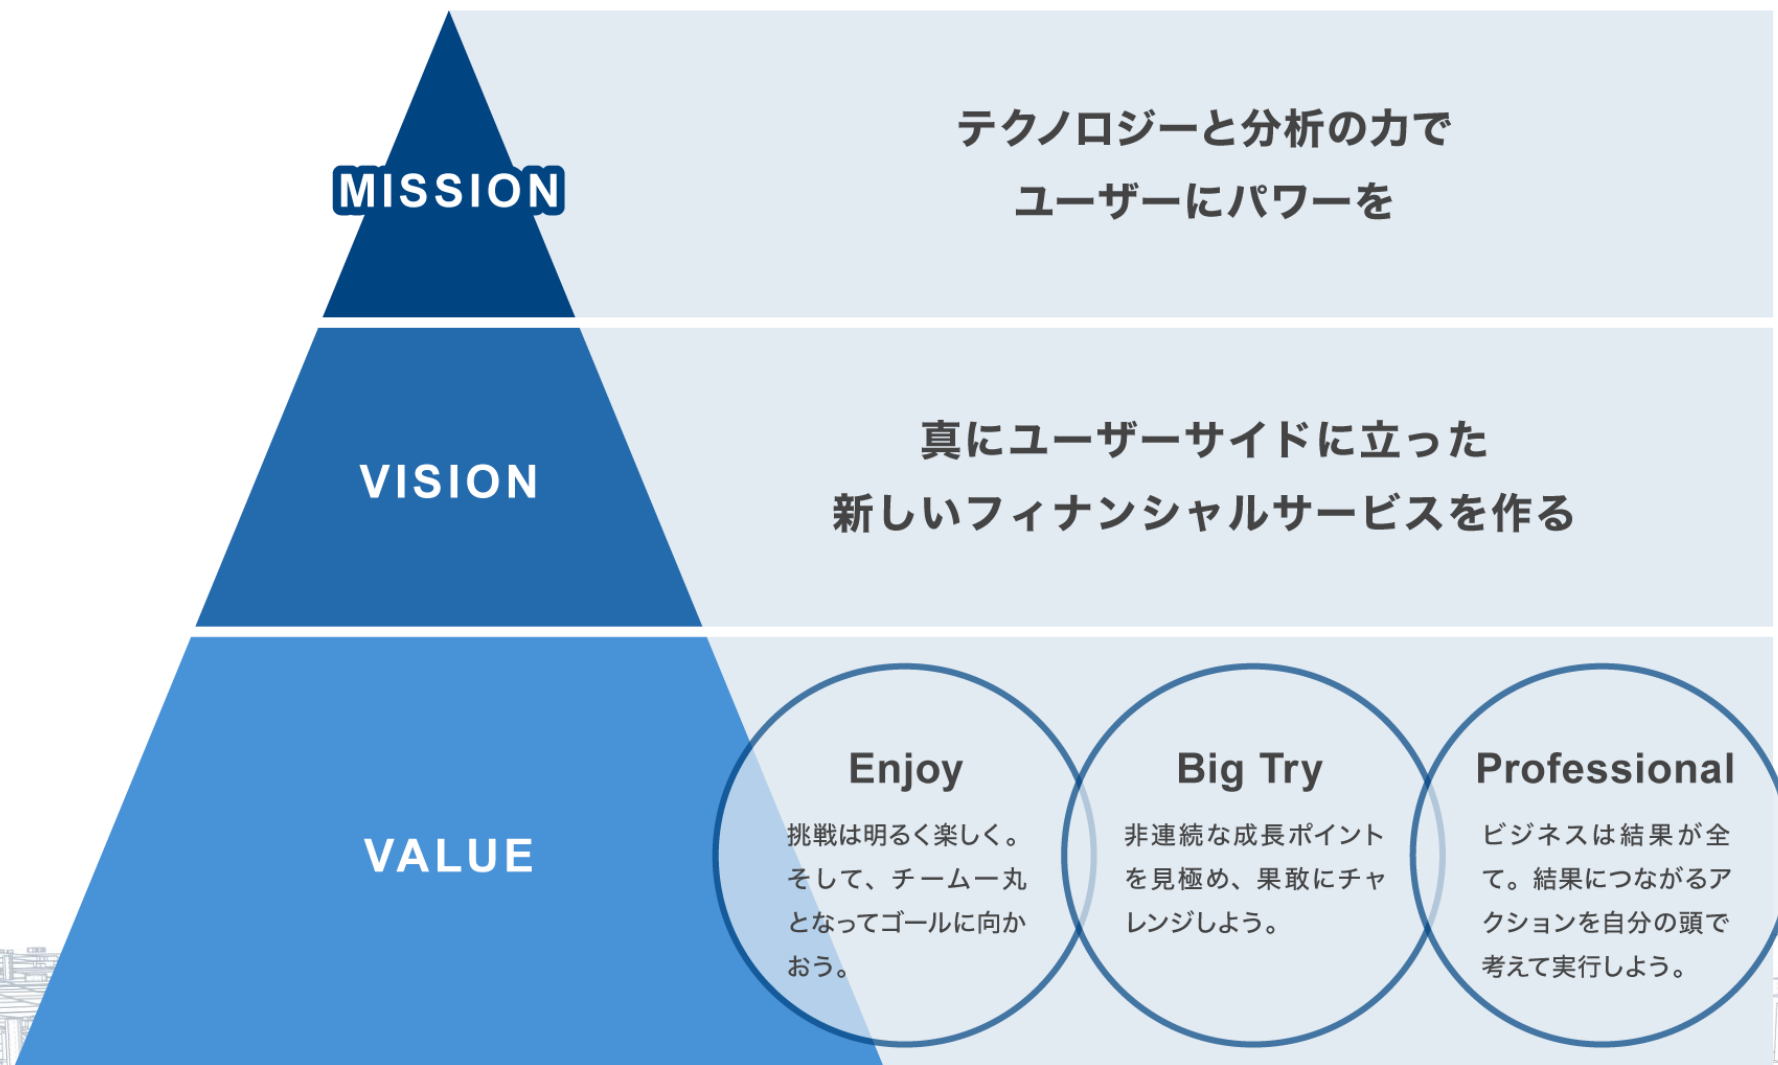 MISSION
テクノロジーと分析の力で
ユーザーにパワーを
VISION
真にユーザーサイドに立った
新しいフィナンシャルサービスを作る
VALUE
Enjoy
挑戦は明るく楽しく。
そして、チーム一丸
となってゴールに向か
おう。
Big Try
非連続な成長ポイント
を見極め、果敢にチャ
レンジしよう。
Professional
ビジネスは結果が全
て。結果につながるア
クションを自分の頭で
考えて実行しよう。